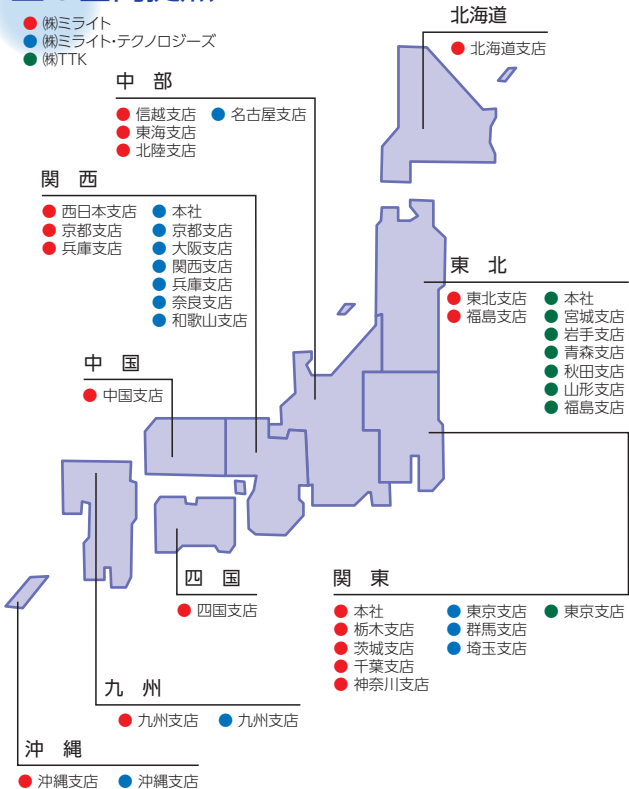 ● ㈱ミライト
● ㈱ミライト・テクノロジーズ
● ㈱TTK
北海道
● 北海道支店
中 部
● 信越支店 ● 名古屋支店
● 東海支店
● 北陸支店
関 西
● 西日本支店 ● 本社
● 京都支店 ● 京都支店
● 兵庫支店 ● 大阪支店
● 関西支店
● 兵庫支店
● 奈良支店
● 和歌山支店
東 北
● 東北支店 ● 本社
● 福島支店 ● 宮城支店
● 岩手支店
● 青森支店
● 秋田支店
● 山形支店
● 福島支店
中 国
● 中国支店
四 国
● 四国支店
関 東
● 本社 ● 東京支店 ● 東京支店
● 栃木支店 ● 群馬支店
● 茨城支店 ● 埼玉支店
● 千葉支店
● 神奈川支店
九 州
● 九州支店 ● 九州支店
沖 縄
● 沖縄支店 ● 沖縄支店